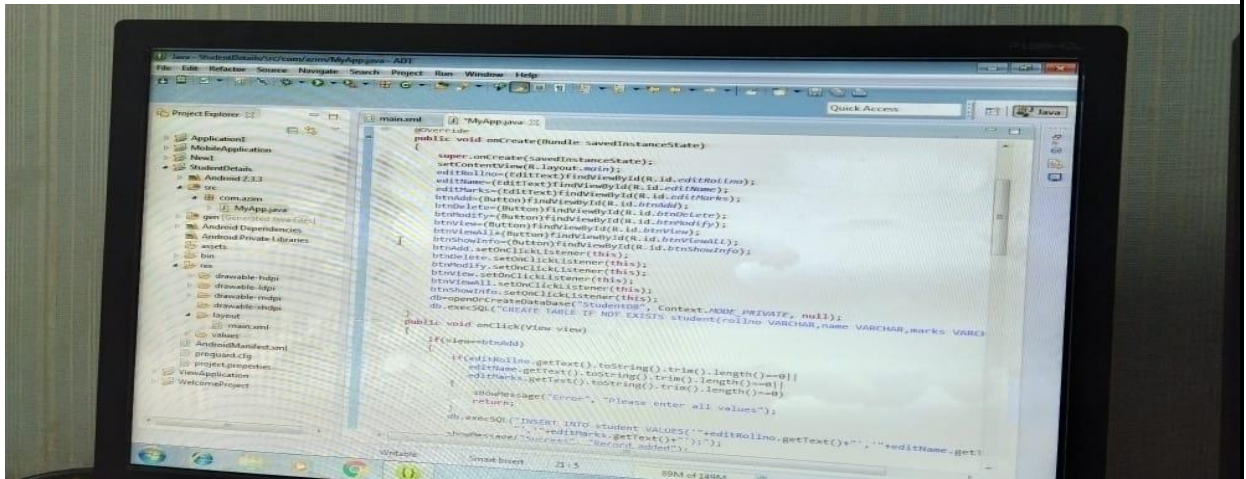 Java - StudentDetails/src/com/azim/MyApp.java - ADT
File Edit Refactor Source Navigate Search Project Run Window Help
Quick Access
Java
Project Explorer
Application1
MobileApplication
New1
StudentDetails
Android 2.3.3
src
com.azim
MyApp.java
gen [Generated Java Files]
Android Dependencies
Android Private Libraries
assets
bin
res
drawable-hdpi
drawable-ldpi
drawable-mdpi
drawable-xhdpi
layout
main.xml
values
AndroidManifest.xml
proguard.cfg
project.properties
ViewApplication
WelcomeProject
main.xml
*MyApp.java
@Override
public void onCreate(Bundle savedInstanceState)
{
super.onCreate(savedInstanceState);
setContentView(R.layout.main);
editRollno=(EditText)findViewById(R.id.editRollno);
editName=(EditText)findViewById(R.id.editName);
editMarks=(EditText)findViewById(R.id.editMarks);
btnAdd=(Button)findViewById(R.id.btnAdd);
btnDelete=(Button)findViewById(R.id.btnDelete);
btnModify=(Button)findViewById(R.id.btnModify);
btnView=(Button)findViewById(R.id.btnView);
btnViewAll=(Button)findViewById(R.id.btnViewAll);
btnShowInfo=(Button)findViewById(R.id.btnShowInfo);
btnAdd.setOnClickListener(this);
btnDelete.setOnClickListener(this);
btnModify.setOnClickListener(this);
btnView.setOnClickListener(this);
btnViewAll.setOnClickListener(this);
btnShowInfo.setOnClickListener(this);
db=openOrCreateDatabase("StudentDB", Context.MODE_PRIVATE, null);
db.execSQL("CREATE TABLE IF NOT EXISTS student(rollno VARCHAR,name VARCHAR,marks VARCH
}
public void onClick(View view)
{
if(view==btnAdd)
{
if(editRollno.getText().toString().trim().length()==0||
editName.getText().toString().trim().length()==0||
editMarks.getText().toString().trim().length()==0)
{
showMessage("Error", "Please enter all values");
return;
}
db.execSQL("INSERT INTO student VALUES('"+editRollno.getText()+"','"+editName.getT
"','"+editMarks.getText()+"');");
showMessage("Success", "Record added");
Writable
Smart Insert
21 : 5
89M of 149M